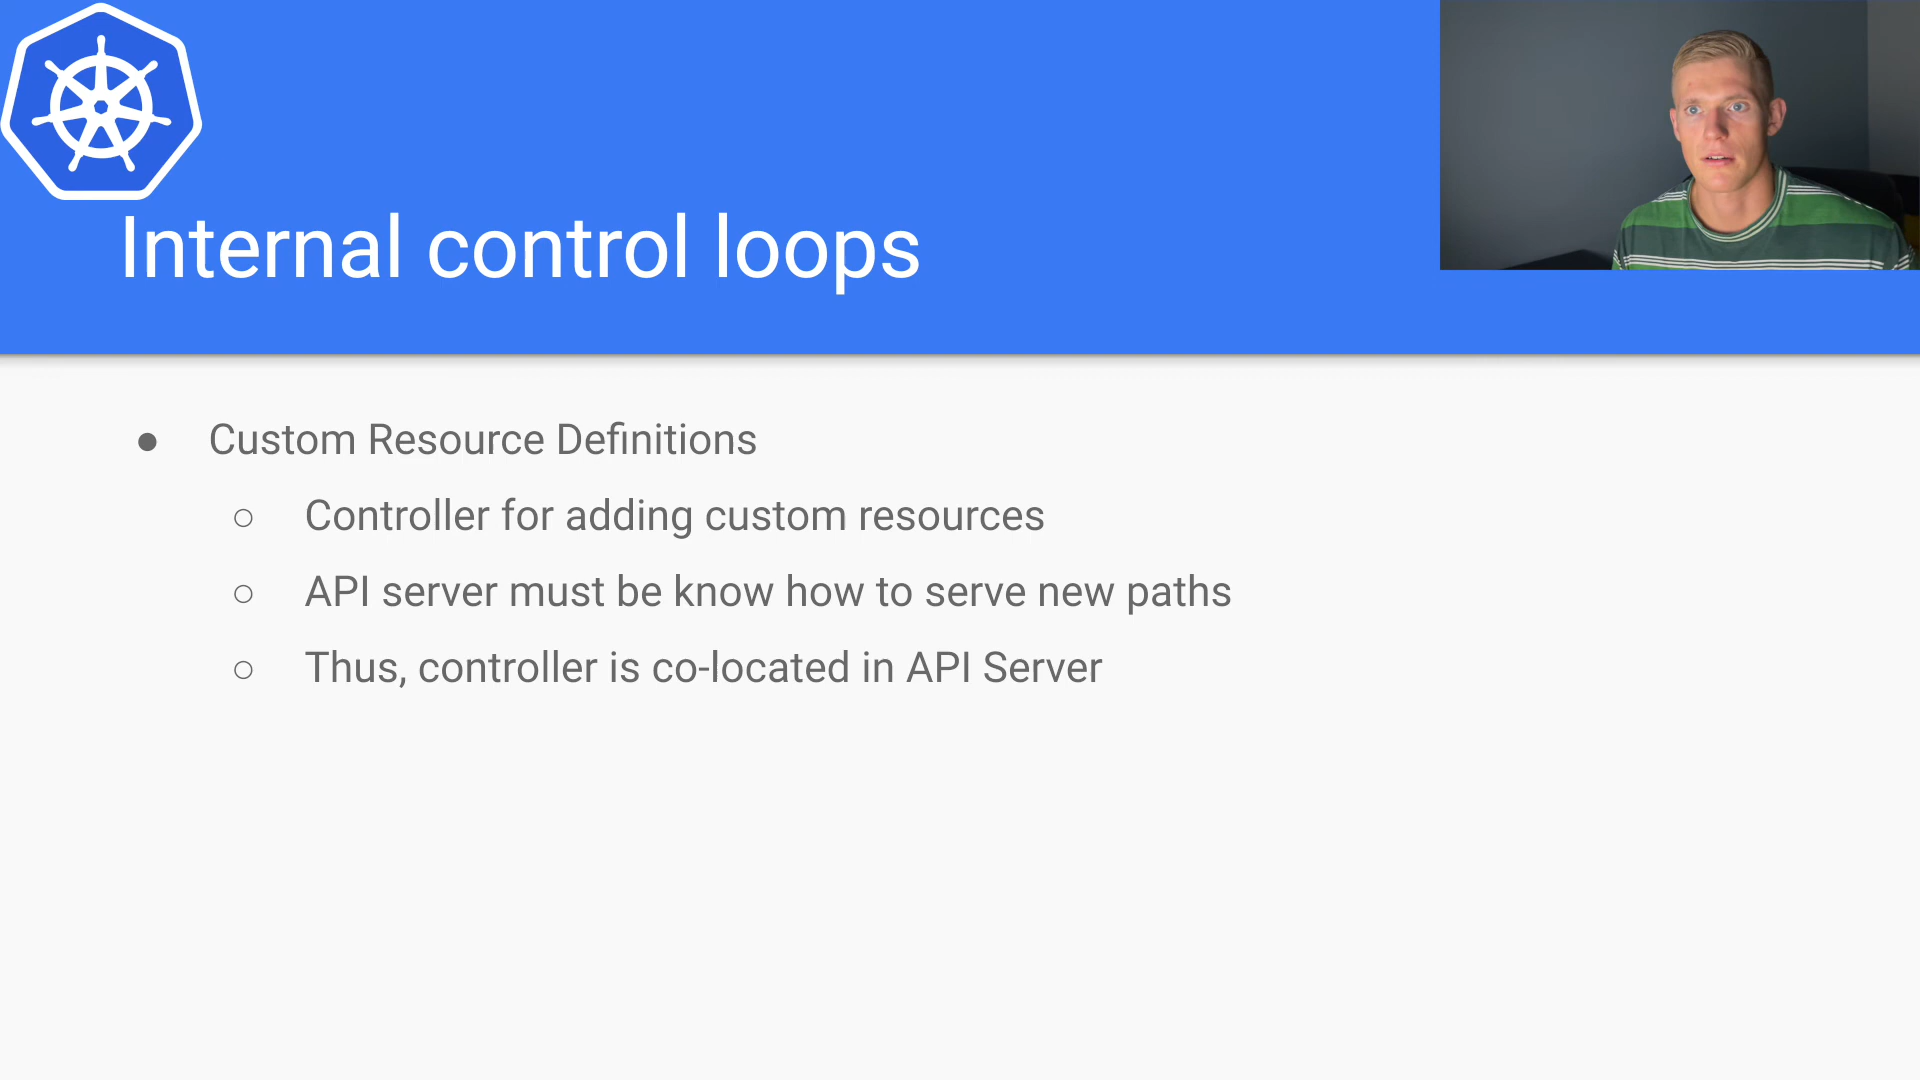 Internal control loops
● Custom Resource Definitions
○ Controller for adding custom resources
○ API server must be know how to serve new paths
○ Thus, controller is co-located in API Server